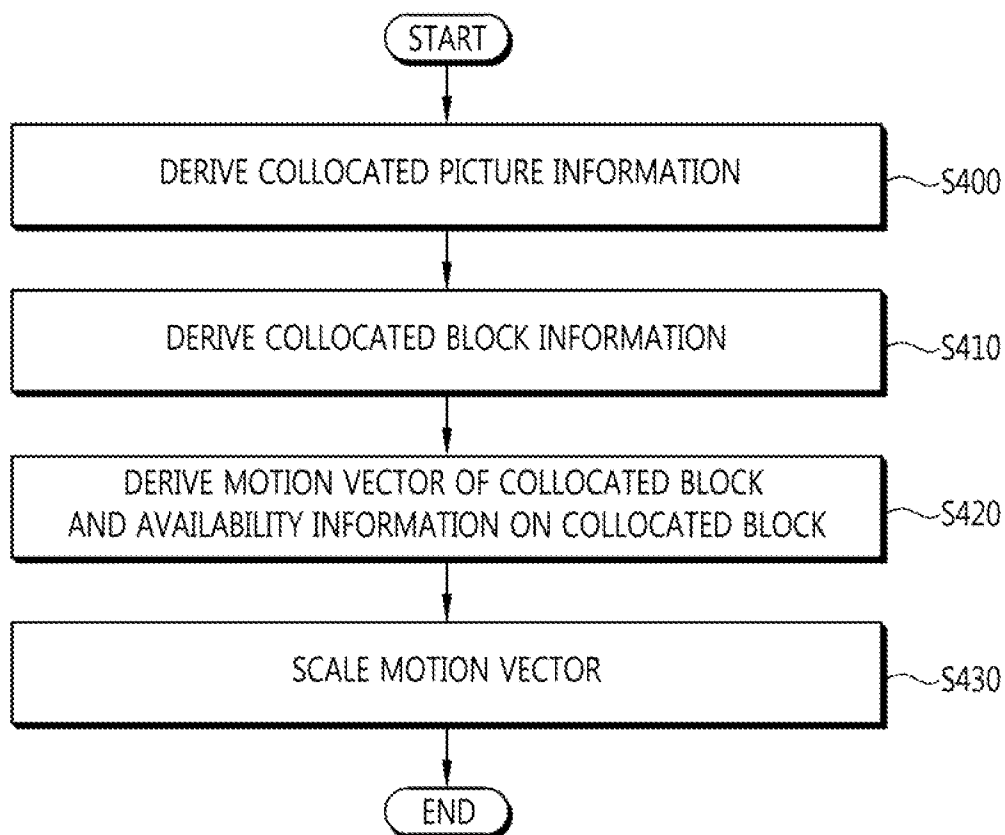 START
DERIVE COLLOCATED PICTURE INFORMATION
S400
DERIVE COLLOCATED BLOCK INFORMATION
S410
DERIVE MOTION VECTOR OF COLLOCATED BLOCK
AND AVAILABILITY INFORMATION ON COLLOCATED BLOCK
S420
SCALE MOTION VECTOR
S430
END